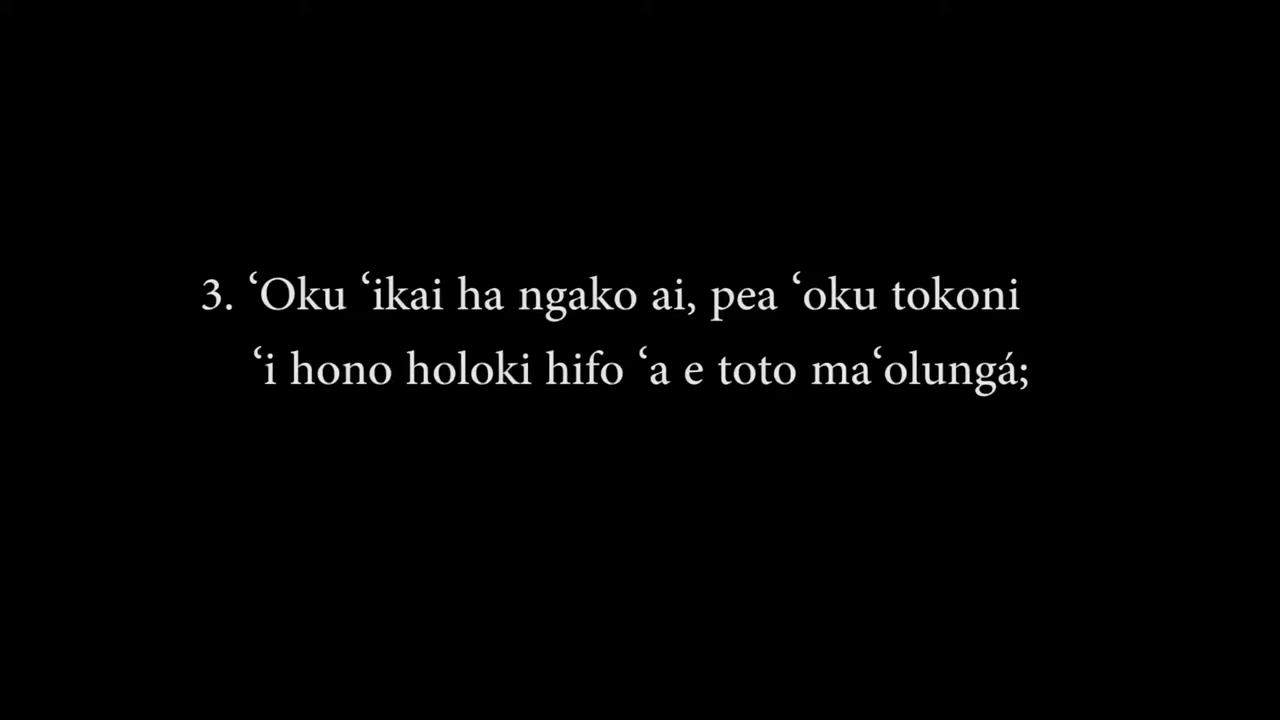 3. ʻOku ʻikai ha ngako ai, pea ʻoku tokoni
ʻi hono holoki hifo ʻa e toto maʻolungá;